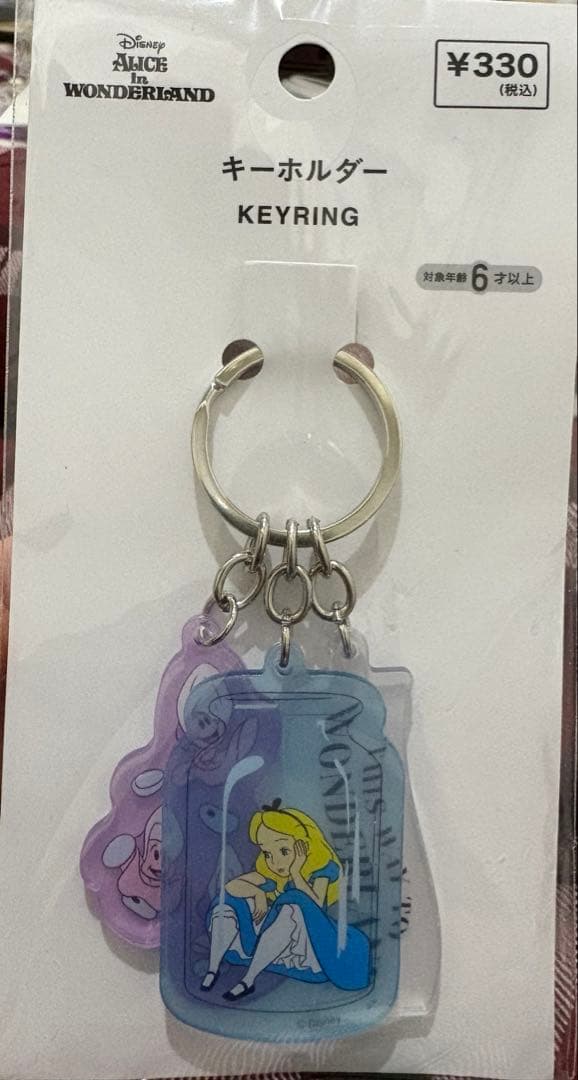 Disney
ALICE
in
WONDERLAND
¥330
(税込)
キーホルダー
KEYRING
対象年齢6才以上
THIS WAY TO
WONDERLAND
©Disney